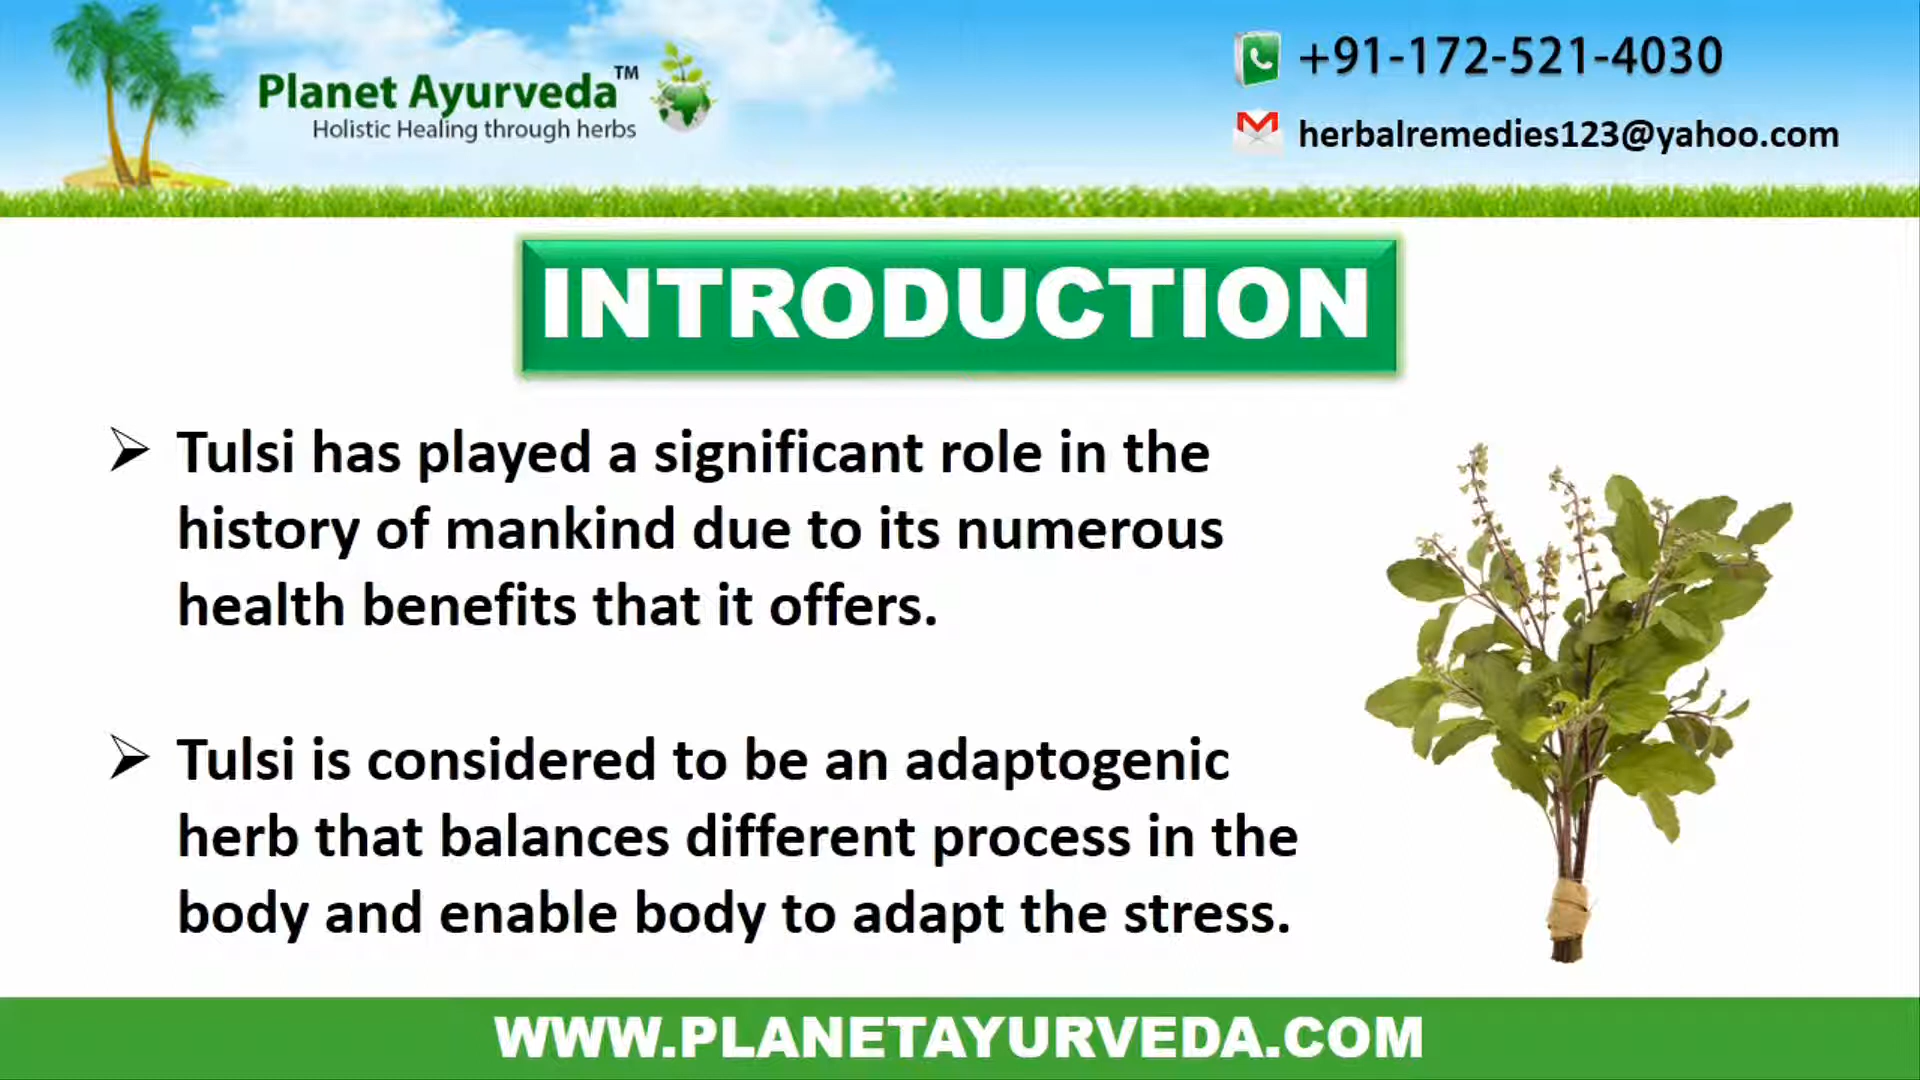 Planet Ayurveda™
Holistic Healing through herbs
+91-172-521-4030
herbalremedies123@yahoo.com
INTRODUCTION
➢ Tulsi has played a significant role in the
history of mankind due to its numerous
health benefits that it offers.
➢ Tulsi is considered to be an adaptogenic
herb that balances different process in the
body and enable body to adapt the stress.
WWW.PLANETAYURVEDA.COM